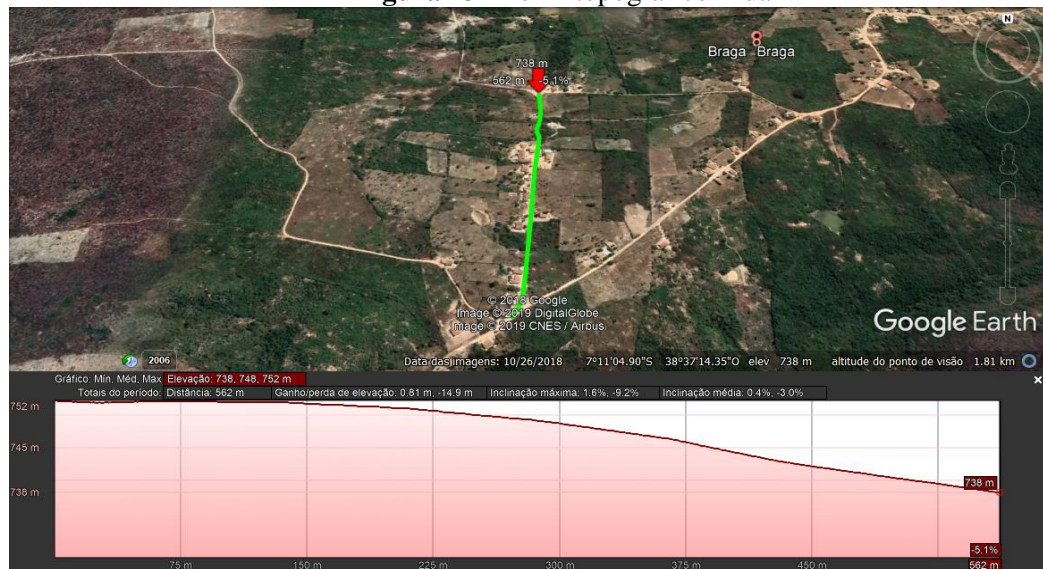 N
Braga Braga
738 m
562 m -5.1%
© 2018 Google
Image © 2019 DigitalGlobe
Image © 2019 CNES / Airbus
Google Earth
2006
Data das imagens: 10/26/2018 7°11'04.90"S 38°37'14.35"O elev 738 m altitude do ponto de visão 1.81 km
Gráfico. Mín, Méd, Max Elevação: 738, 748, 752 m
Totais do período: Distância: 562 m Ganho/perda de elevação: 0.81 m, -14.9 m Inclinação máxima: 1.6%, -9.2% Inclinação média: 0.4%, -3.0%
752 m
745 m
738 m
738 m
-5.1%
75 m 150 m 225 m 300 m 375 m 450 m 562 m